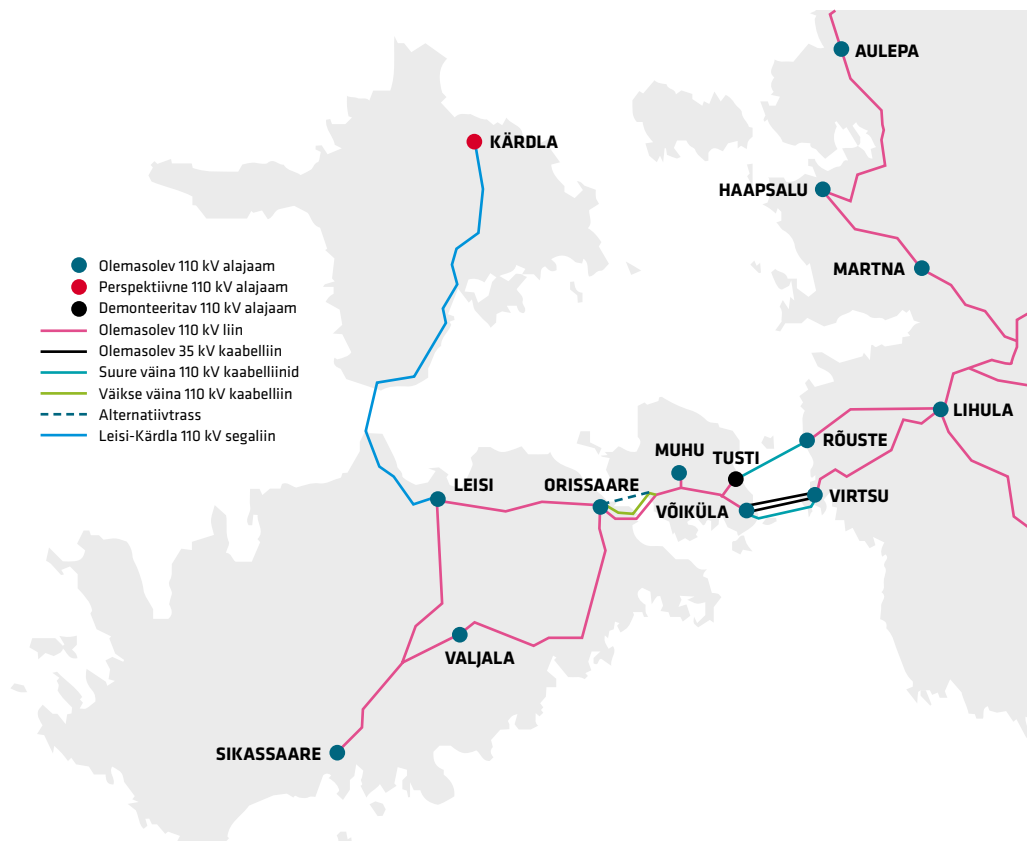 AULEPA
KÄRDLA
HAAPSALU
MARTNA
Olemasolev 110 kV alajaam
Perspektiivne 110 kV alajaam
Demonteeritav 110 kV alajaam
Olemasolev 110 kV liin
Olemasolev 35 kV kaabelliin
Suure väina 110 kV kaabelliinid
Väikse väina 110 kV kaabelliin
Alternatiivtrass
Leisi-Kärdla 110 kV segaliin
LIHULA
RÕUSTE
MUHU
TUSTI
LEISI
ORISSAARE
VIRTSU
VÕIKÜLA
VALJALA
SIKASSAARE